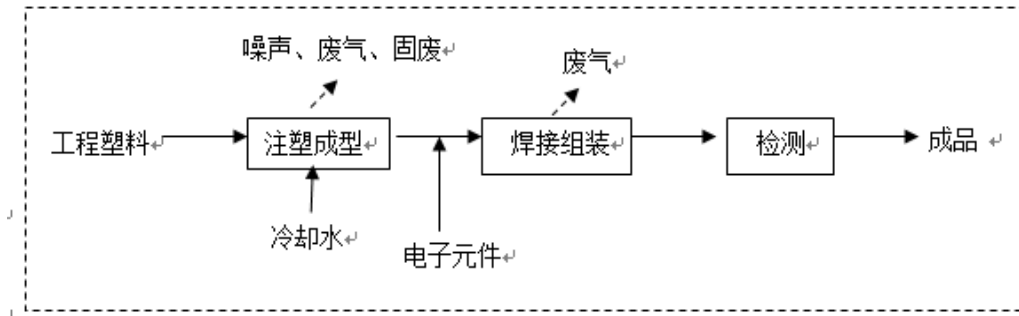 噪声、废气、固废
废气
工程塑料
注塑成型
焊接组装
检测
成品
冷却水
电子元件